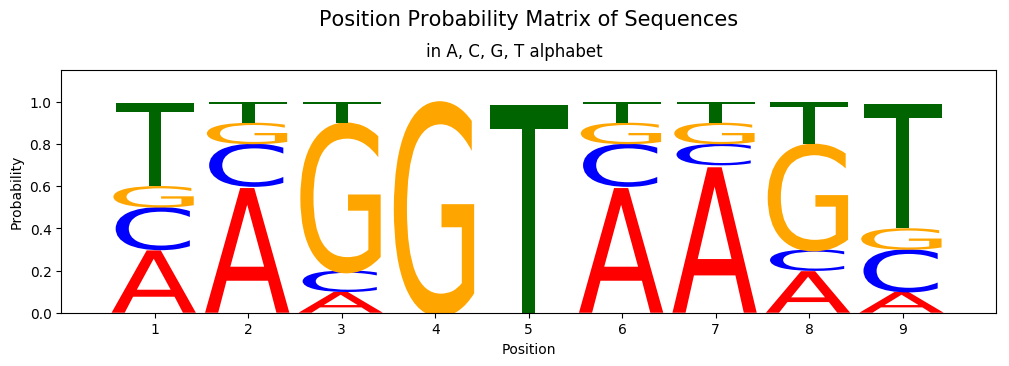 Position Probability Matrix of Sequences
in A, C, G, T alphabet
Probability
1.0
0.8
0.6
0.4
0.2
0.0
T T T G T T T T T
G G G G G G G
C C C C C C C
A A A A A A A
1 2 3 4 5 6 7 8 9
Position